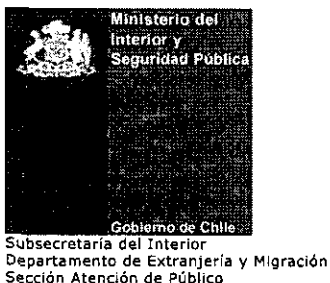 Ministerio del
Interior y
Seguridad Pública
Gobierno de Chile
Subsecretaría del Interior
Departamento de Extranjería y Migración
Sección Atención de Público